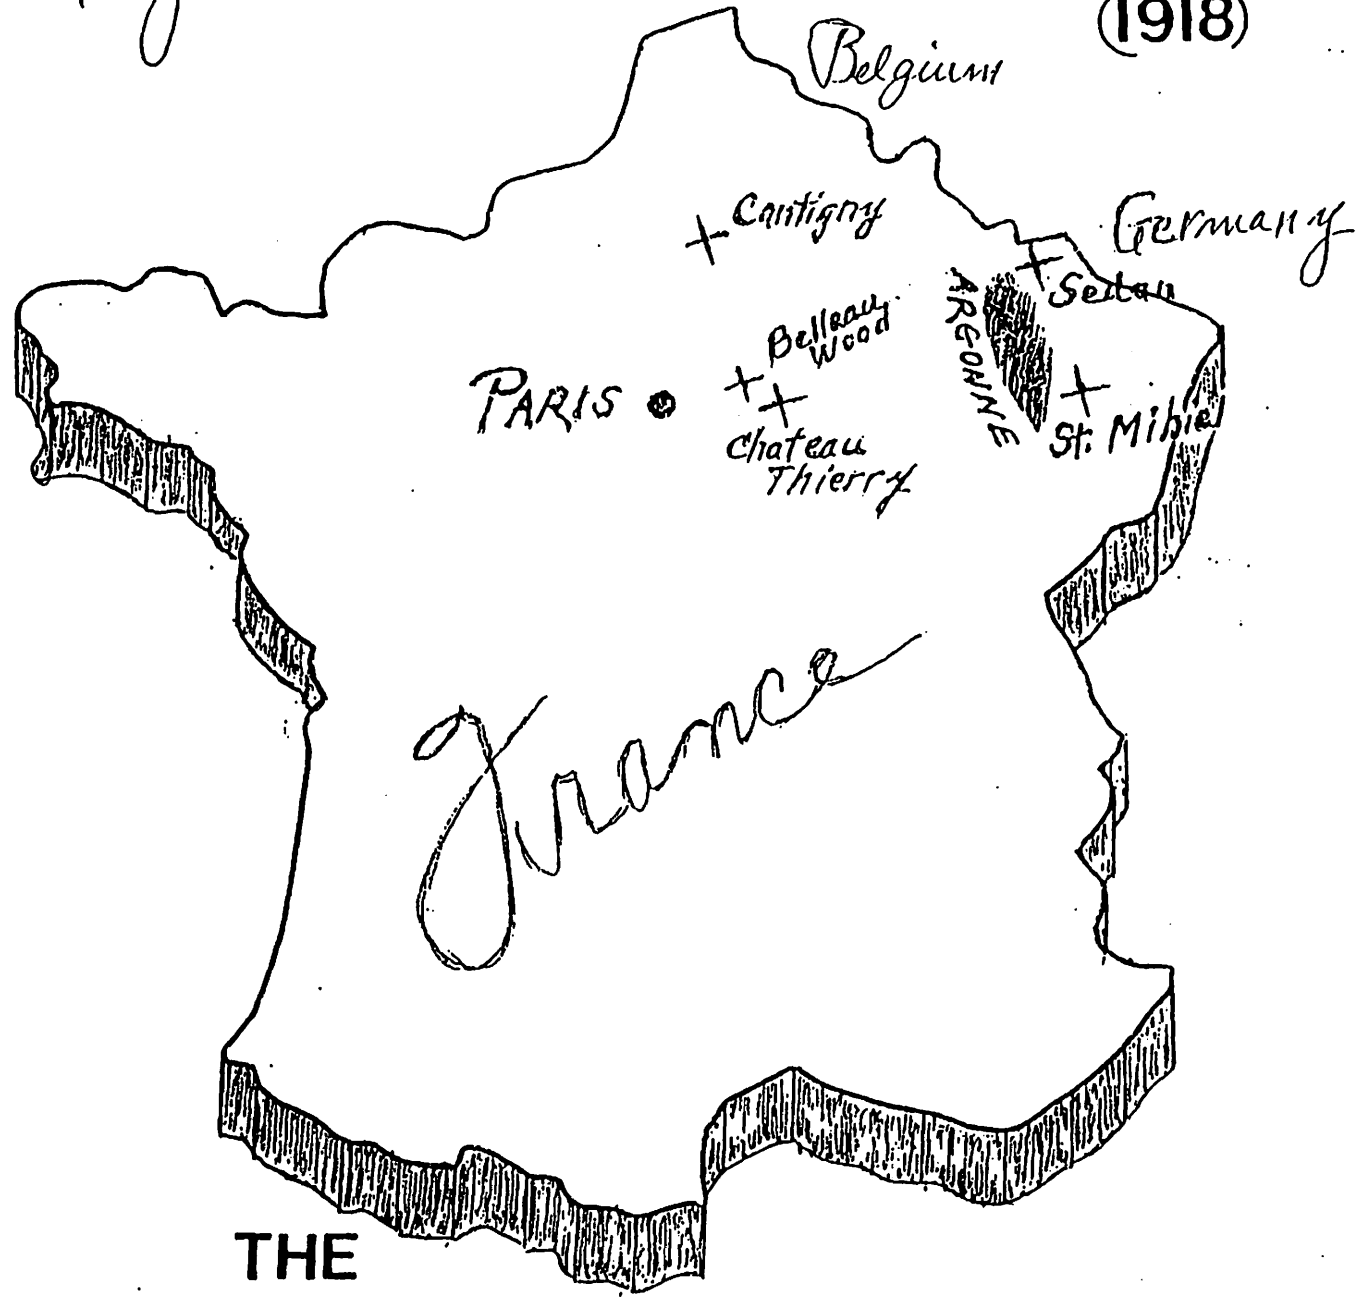 (1918)
Belgium
Cantigny
Germany
Sedan
ARGONNE
Belleau
Wood
PARIS
St. Mihiel
Chateau
Thierry
France
THE